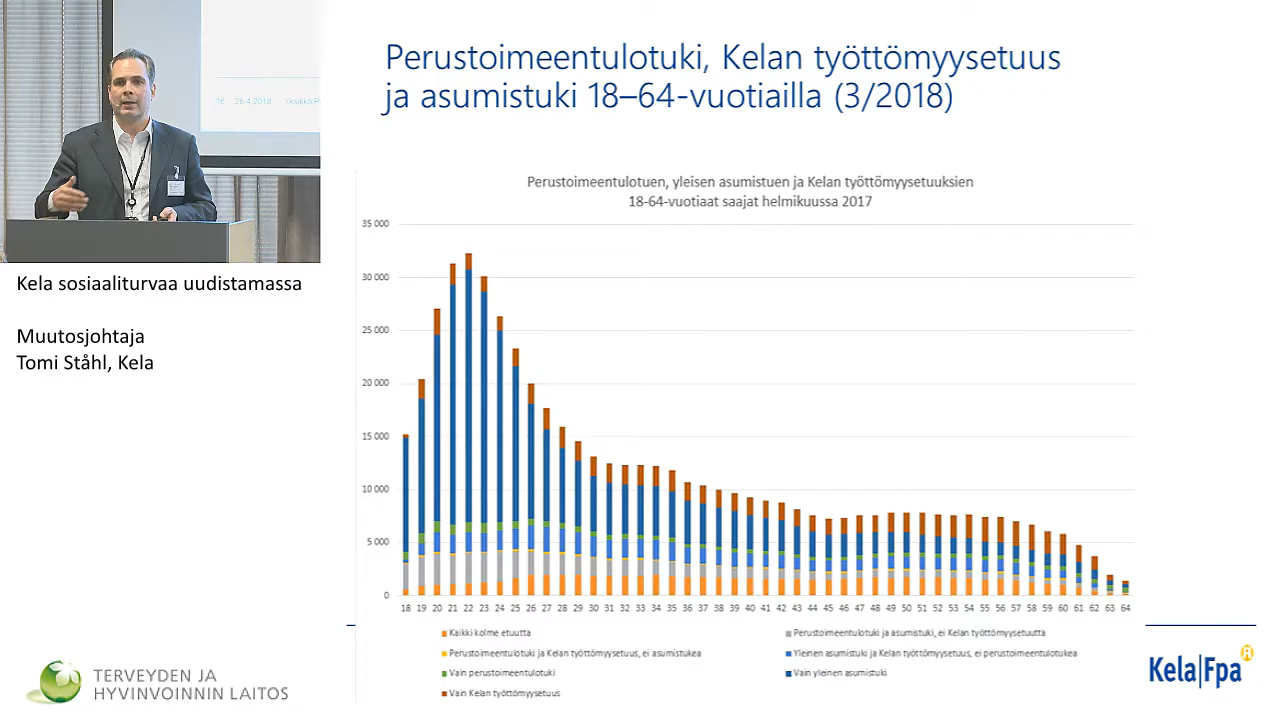 16 26.4.2018
Kela sosiaaliturvaa uudistamassa
Muutosjohtaja
Tomi Ståhl, Kela
Perustoimeentulotuki, Kelan työttömyysetuus
ja asumistuki 18–64-vuotiailla (3/2018)
Perustoimeentulotuen, yleisen asumistuen ja Kelan työttömyysetuuksien
18-64-vuotiaat saajat helmikuussa 2017
35 000
30 000
25 000
20 000
15 000
10 000
5 000
0
18 19 20 21 22 23 24 25 26 27 28 29 30 31 32 33 34 35 36 37 38 39 40 41 42 43 44 45 46 47 48 49 50 51 52 53 54 55 56 57 58 59 60 61 62 63 64
Kaikki kolme etuutta
Perustoimeentulotuki ja asumistuki, ei Kelan työttömyysetuutta
Perustoimeentulotuki ja Kelan työttömyysetuus, ei asumistukea
Yleinen asumistuki ja Kelan työttömyysetuus, ei perustoimeentulotukea
Vain perustoimeentulotuki
Vain yleinen asumistuki
Vain Kelan työttömyysetuus
TERVEYDEN JA
HYVINVOINNIN LAITOS
Kela|Fpa